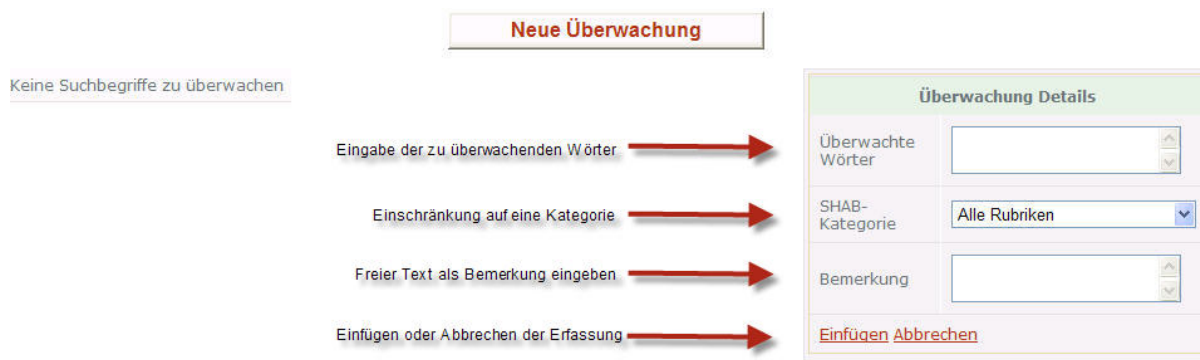 Neue Überwachung
Keine Suchbegriffe zu überwachen
Überwachung Details
Eingabe der zu überwachenden Wörter
Überwachte
Wörter
Einschränkung auf eine Kategorie
SHAB-
Kategorie
Alle Rubriken
Freier Text als Bemerkung eingeben
Bemerkung
Einfügen oder Abbrechen der Erfassung
Einfügen Abbrechen